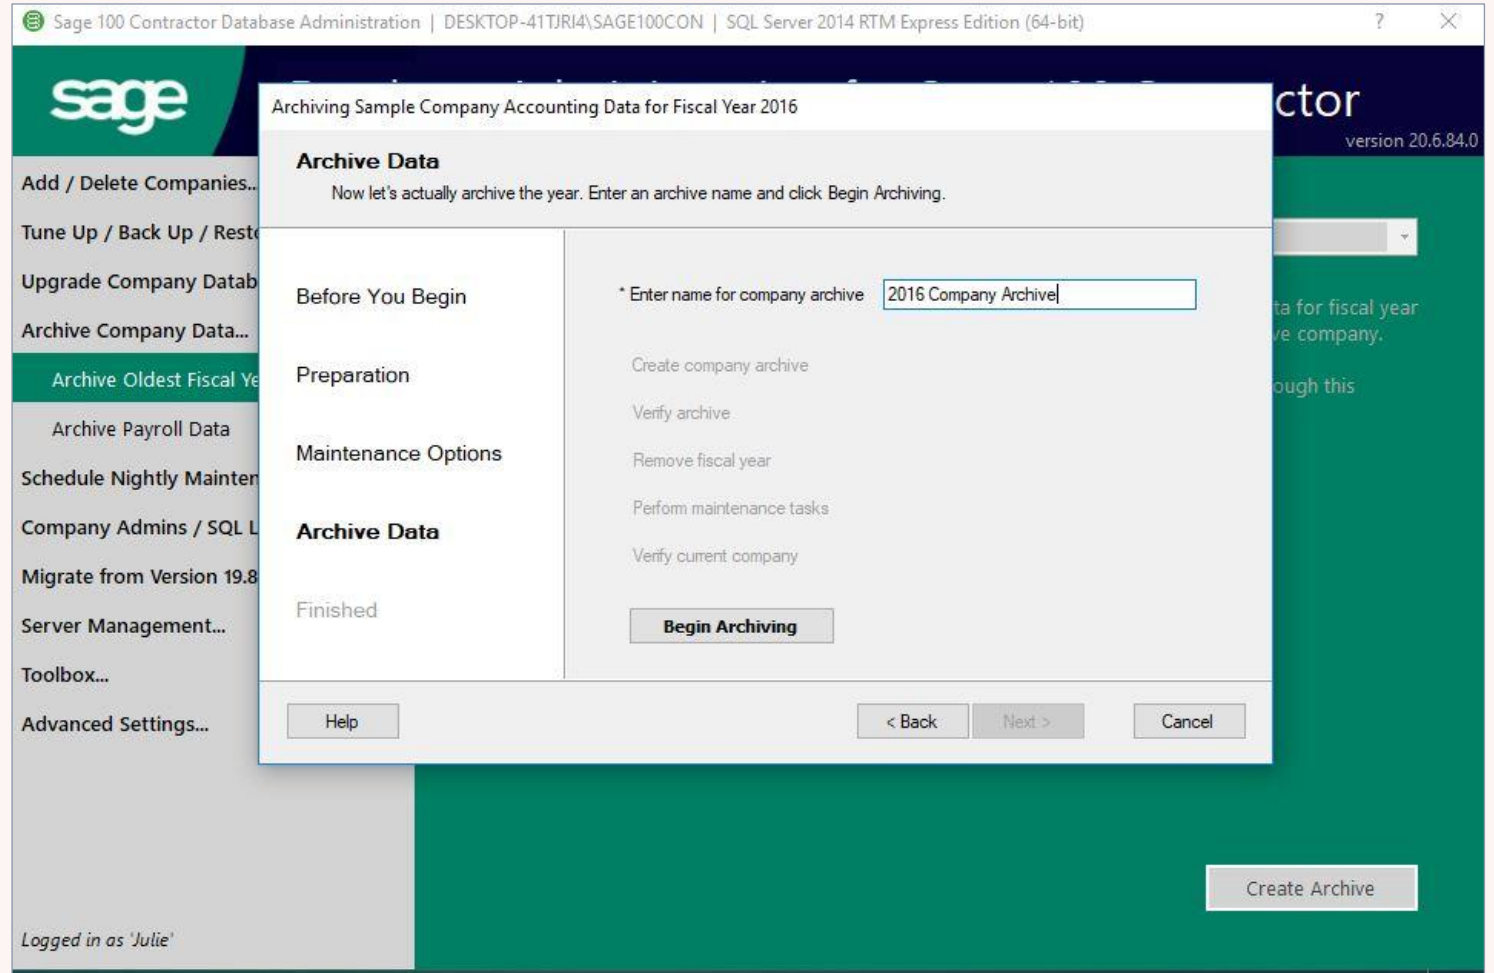 Sage 100 Contractor Database Administration | DESKTOP-41TJRI4\SAGE100CON | SQL Server 2014 RTM Express Edition (64-bit) ?
sage
ctor
version 20.6.84.0
Add / Delete Companies...
Tune Up / Back Up / Resto
Upgrade Company Datab
Archive Company Data...
Archive Oldest Fiscal Ye
Archive Payroll Data
Schedule Nightly Mainten
Company Admins / SQL L
Migrate from Version 19.8
Server Management...
Toolbox...
Advanced Settings...
Logged in as 'Julie'
Archiving Sample Company Accounting Data for Fiscal Year 2016
Archive Data
Now let's actually archive the year. Enter an archive name and click Begin Archiving.
Before You Begin
Preparation
Maintenance Options
Archive Data
Finished
* Enter name for company archive 2016 Company Archive
Create company archive
Verify archive
Remove fiscal year
Perform maintenance tasks
Verify current company
Begin Archiving
Help < Back Next > Cancel
ta for fiscal year
ve company.
ough this
Create Archive